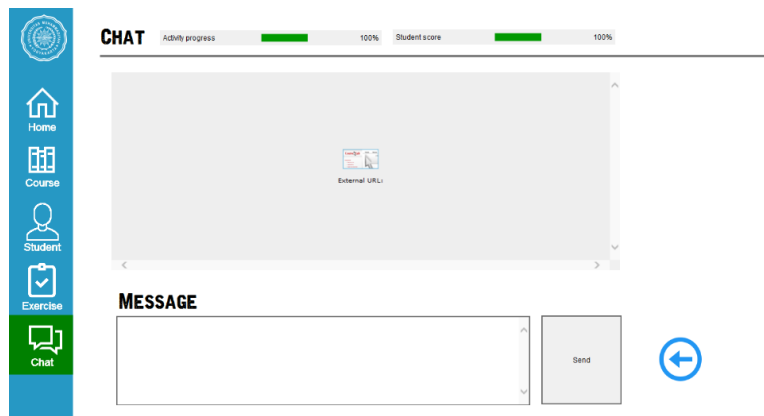 CHAT
Activity progress 100% Student score 100%
Home
Course
Student
Exercise
Chat
External URL:
MESSAGE
Send